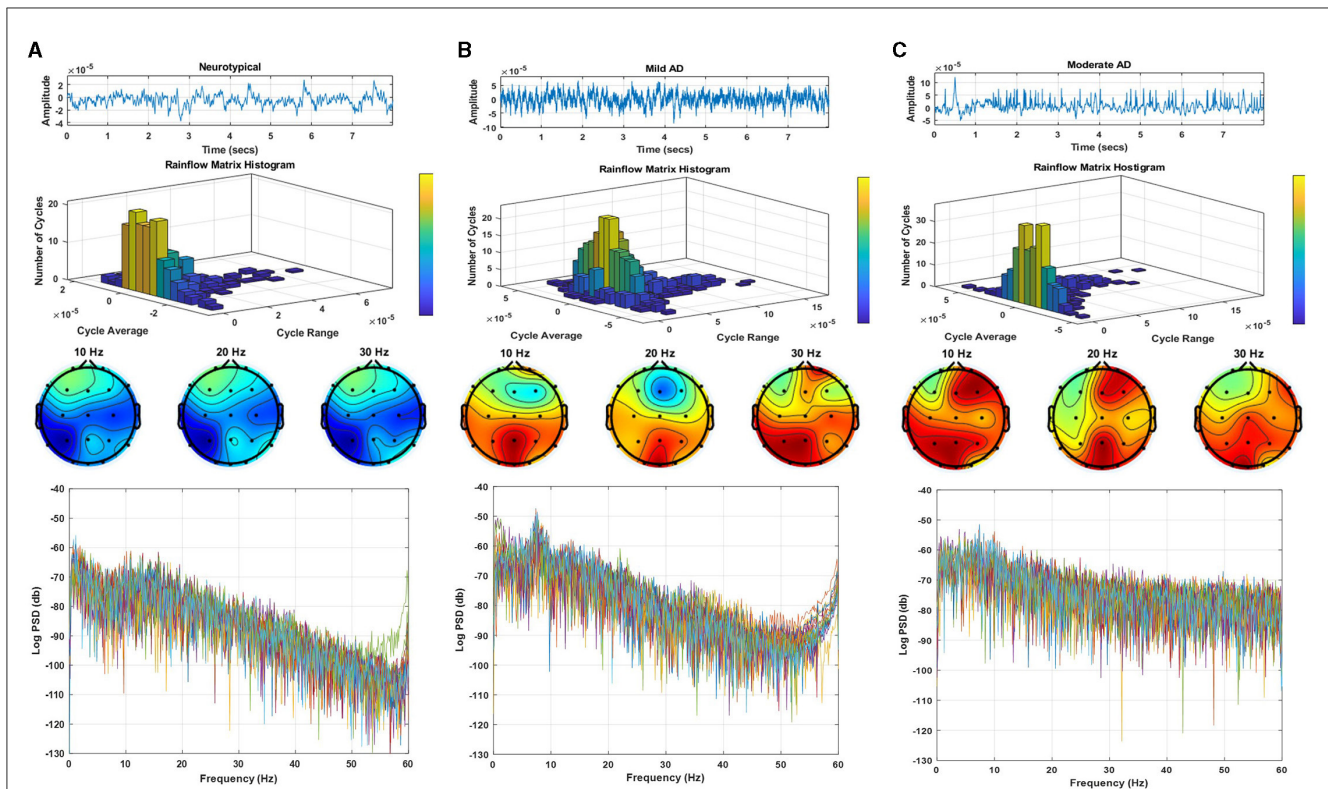 A
Neurotypical
×10⁻⁵
Amplitude
2
0
-2
-4
0 1 2 3 4 5 6 7
Time (secs)
Rainflow Matrix Histogram
Number of Cycles
20
10
0
2
0
-2
×10⁻⁵
Cycle Average
0 2 4 6
×10⁻⁵
Cycle Range
10 Hz 20 Hz 30 Hz
Log PSD (db)
-40
-50
-60
-70
-80
-90
-100
-110
-120
-130
0 10 20 30 40 50 60
Frequency (Hz)
B
Mild AD
×10⁻⁵
Amplitude
5
0
-5
-10
0 1 2 3 4 5 6 7
Time (secs)
Rainflow Matrix Histogram
Number of Cycles
20
15
10
5
0
5
0
-5
×10⁻⁵
Cycle Average
0 5 10 15
×10⁻⁵
Cycle Range
10 Hz 20 Hz 30 Hz
Log PSD (db)
-40
-50
-60
-70
-80
-90
-100
-110
-120
-130
0 10 20 30 40 50 60
Frequency (Hz)
C
Moderate AD
×10⁻⁵
Amplitude
10
5
0
-5
0 1 2 3 4 5 6 7
Time (secs)
Rainflow Matrix Hostigram
Number of Cycles
30
20
10
0
5
0
-5
×10⁻⁵
Cycle Average
0 5 10 15
×10⁻⁵
Cycle Range
10 Hz 20 Hz 30 Hz
Log PSD (db)
-40
-50
-60
-70
-80
-90
-100
-110
-120
-130
0 10 20 30 40 50 60
Frequency (Hz)